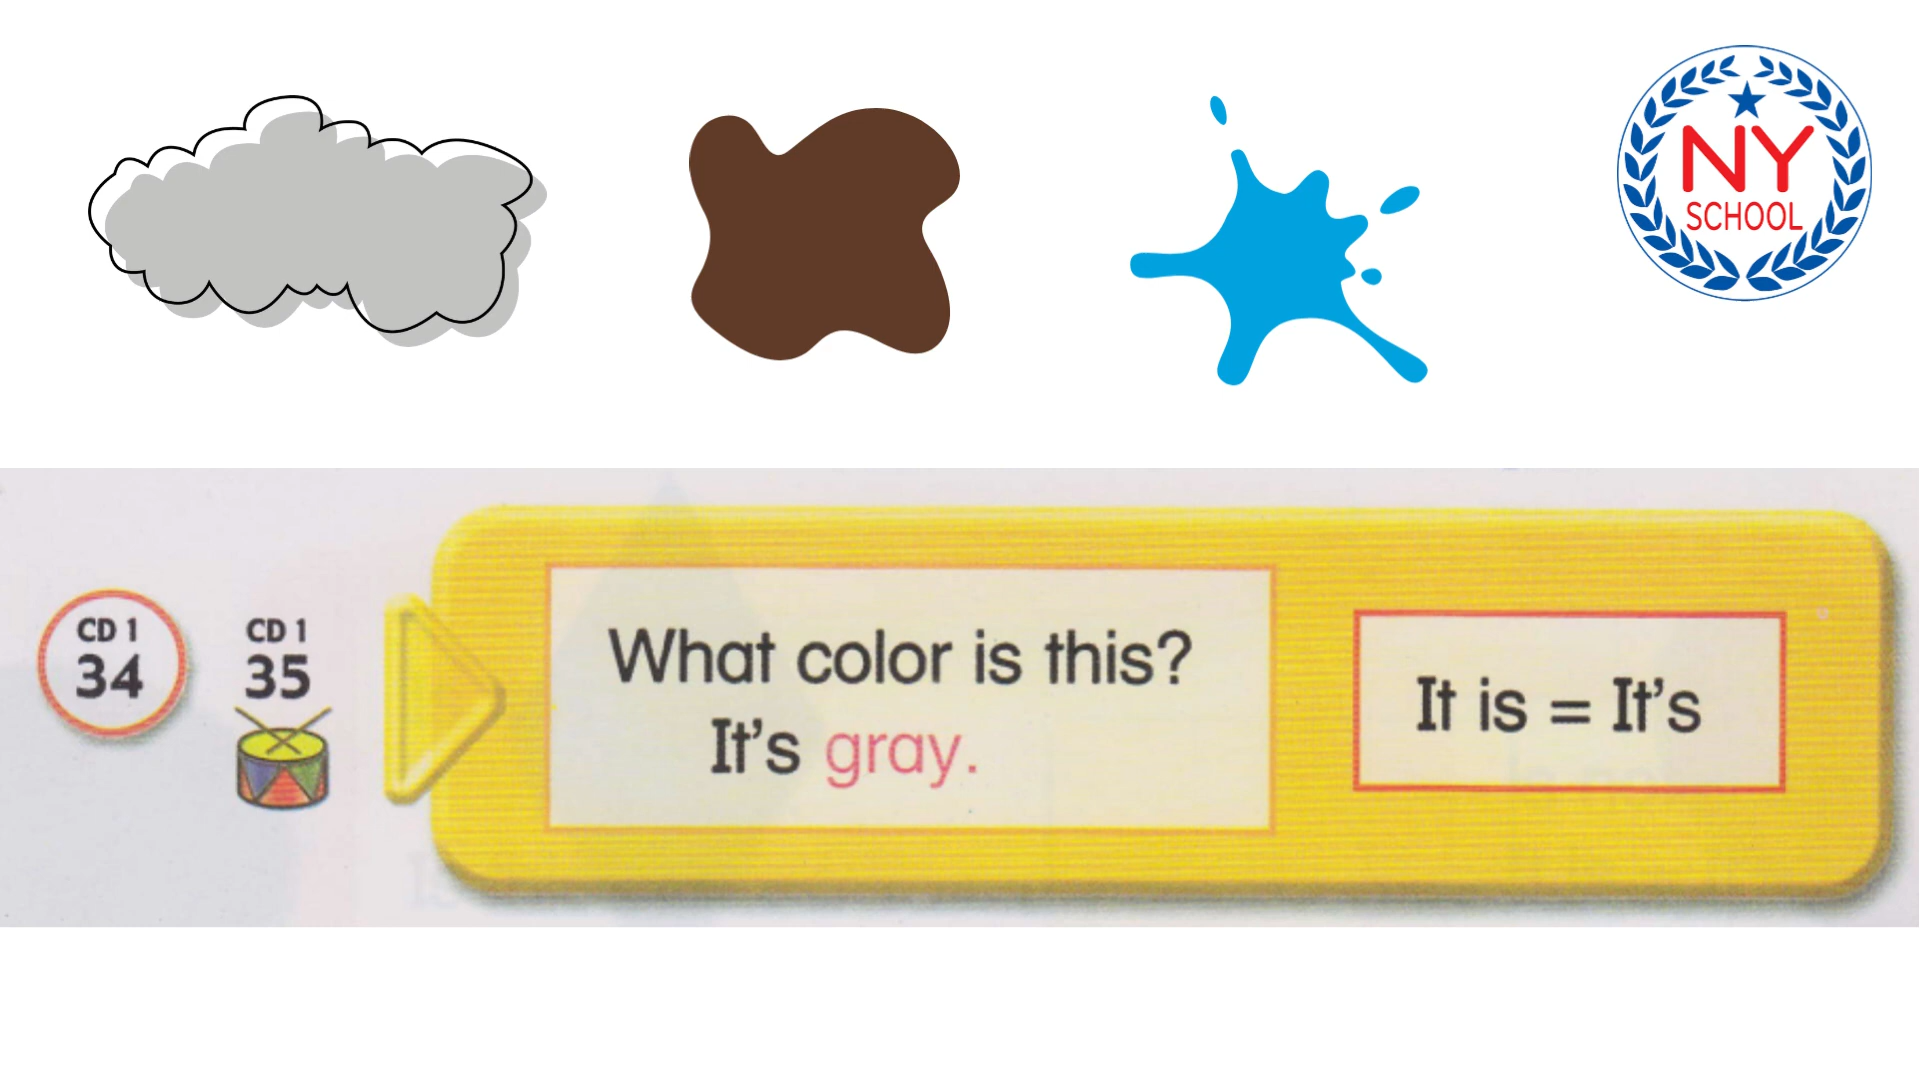 NY
SCHOOL
CD 1
34
CD 1
35
What color is this?
It's gray.
It is = It's